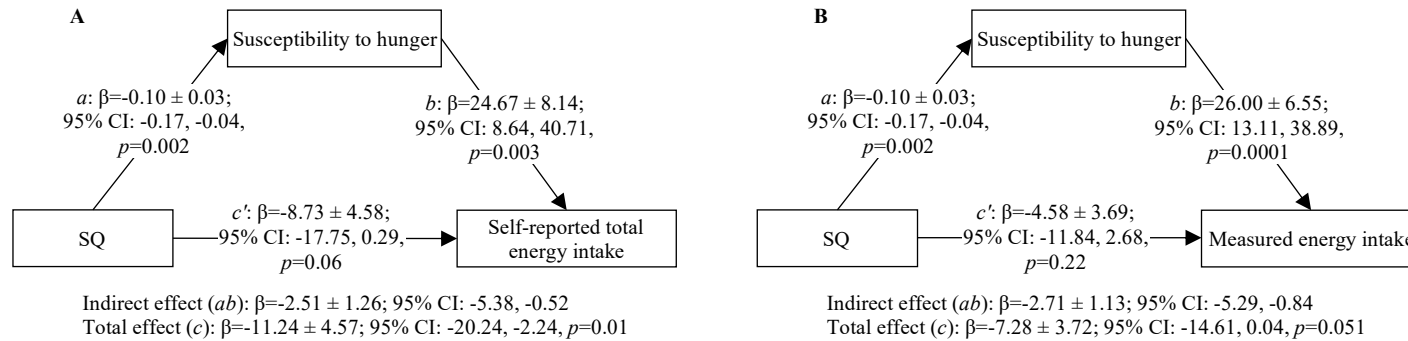 A
Susceptibility to hunger
a: β=-0.10 ± 0.03;
95% CI: -0.17, -0.04,
p=0.002
b: β=24.67 ± 8.14;
95% CI: 8.64, 40.71,
p=0.003
SQ
c': β=-8.73 ± 4.58;
95% CI: -17.75, 0.29,
p=0.06
Self-reported total
energy intake
Indirect effect (ab): β=-2.51 ± 1.26; 95% CI: -5.38, -0.52
Total effect (c): β=-11.24 ± 4.57; 95% CI: -20.24, -2.24, p=0.01
B
Susceptibility to hunger
a: β=-0.10 ± 0.03;
95% CI: -0.17, -0.04,
p=0.002
b: β=26.00 ± 6.55;
95% CI: 13.11, 38.89,
p=0.0001
SQ
c': β=-4.58 ± 3.69;
95% CI: -11.84, 2.68,
p=0.22
Measured energy intake
Indirect effect (ab): β=-2.71 ± 1.13; 95% CI: -5.29, -0.84
Total effect (c): β=-7.28 ± 3.72; 95% CI: -14.61, 0.04, p=0.051